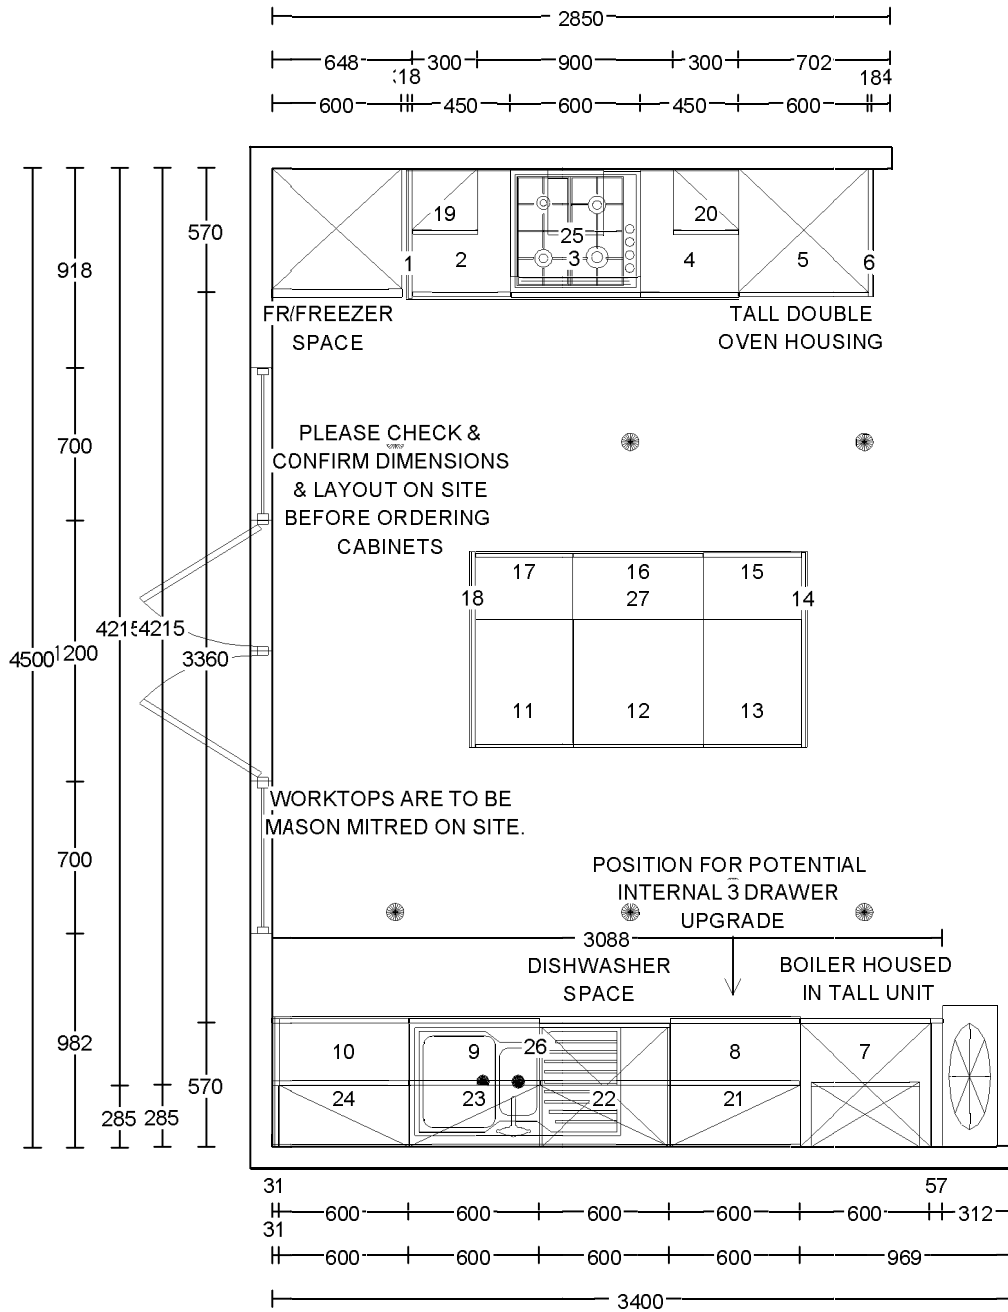 2850
648 300 900 300 702
18 184
600 450 600 450 600
570
918
19 20
25
1 2 3 4 5 6
FR/FREEZER
SPACE
TALL DOUBLE
OVEN HOUSING
700
PLEASE CHECK &
CONFIRM DIMENSIONS
& LAYOUT ON SITE
BEFORE ORDERING
CABINETS
17 16 15
18 27 14
4215 4215
4500 1200 3360
11 12 13
WORKTOPS ARE TO BE
MASON MITRED ON SITE.
700
POSITION FOR POTENTIAL
INTERNAL 3 DRAWER
UPGRADE
3088
DISHWASHER
SPACE
BOILER HOUSED
IN TALL UNIT
982
10 9 26 8 7
570
24 23 22 21
285 285
31 57
600 600 600 600 600 312
31
600 600 600 600 969
3400